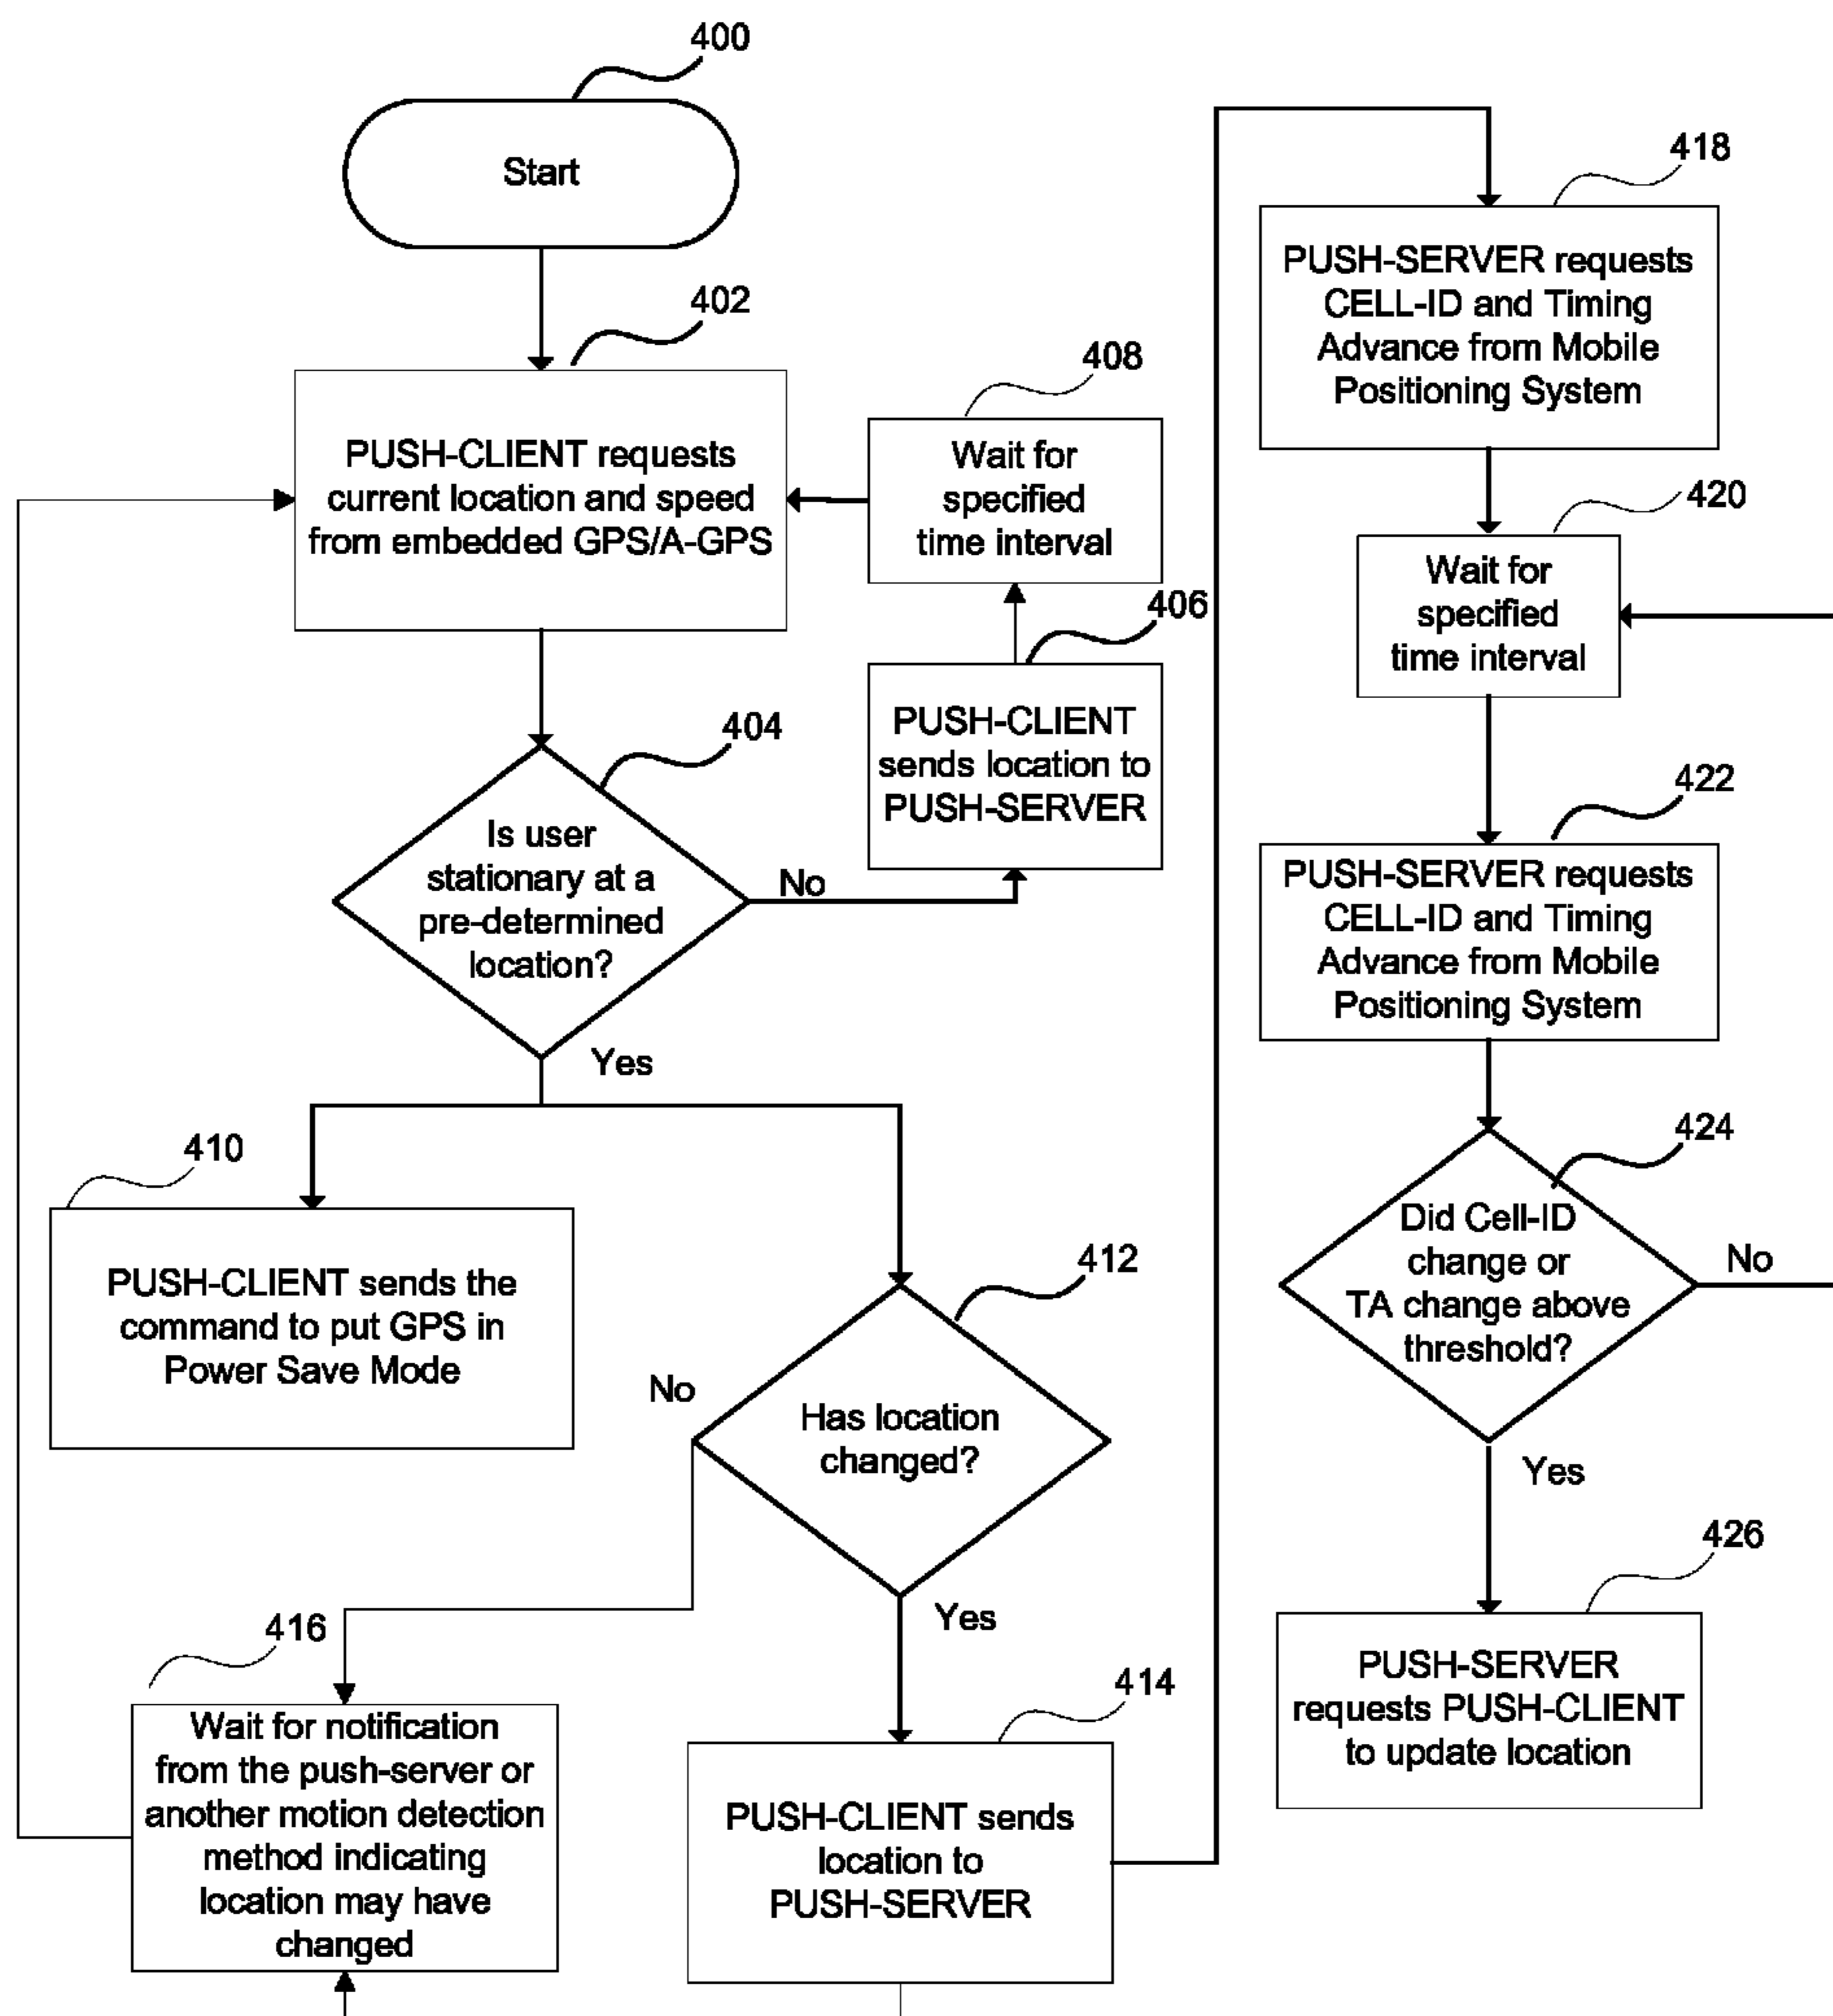 400
Start
402
PUSH-CLIENT requests
current location and speed
from embedded GPS/A-GPS
408
Wait for
specified
time interval
406
PUSH-CLIENT
sends location to
PUSH-SERVER
404
Is user
stationary at a
pre-determined
location?
No
Yes
410
PUSH-CLIENT sends the
command to put GPS in
Power Save Mode
412
Has location
changed?
No
Yes
416
Wait for notification
from the push-server or
another motion detection
method indicating
location may have
changed
414
PUSH-CLIENT sends
location to
PUSH-SERVER
418
PUSH-SERVER requests
CELL-ID and Timing
Advance from Mobile
Positioning System
420
Wait for
specified
time interval
422
PUSH-SERVER requests
CELL-ID and Timing
Advance from Mobile
Positioning System
424
Did Cell-ID
change or
TA change above
threshold?
No
Yes
426
PUSH-SERVER
requests PUSH-CLIENT
to update location